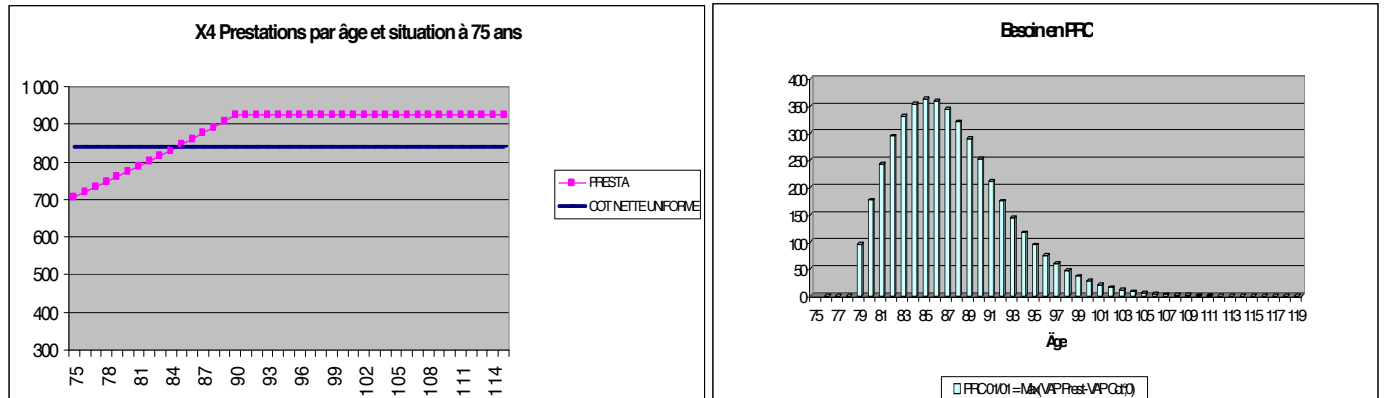 X4 Prestations par âge et situation à 75 ans
1 000
900
800
700
600
500
400
300
75 78 81 84 87 90 93 96 99 102 105 108 111 114
PRESTA
COT NETTE UNIFORME
Besoin en PRC
400
350
300
250
200
150
100
50
0
75 77 79 81 83 85 87 89 91 93 95 97 99 101 103 105 107 109 111 113 115 117 119
Âge
PRC 01/01 = Max(VAP Prest-VAP Cot;0)